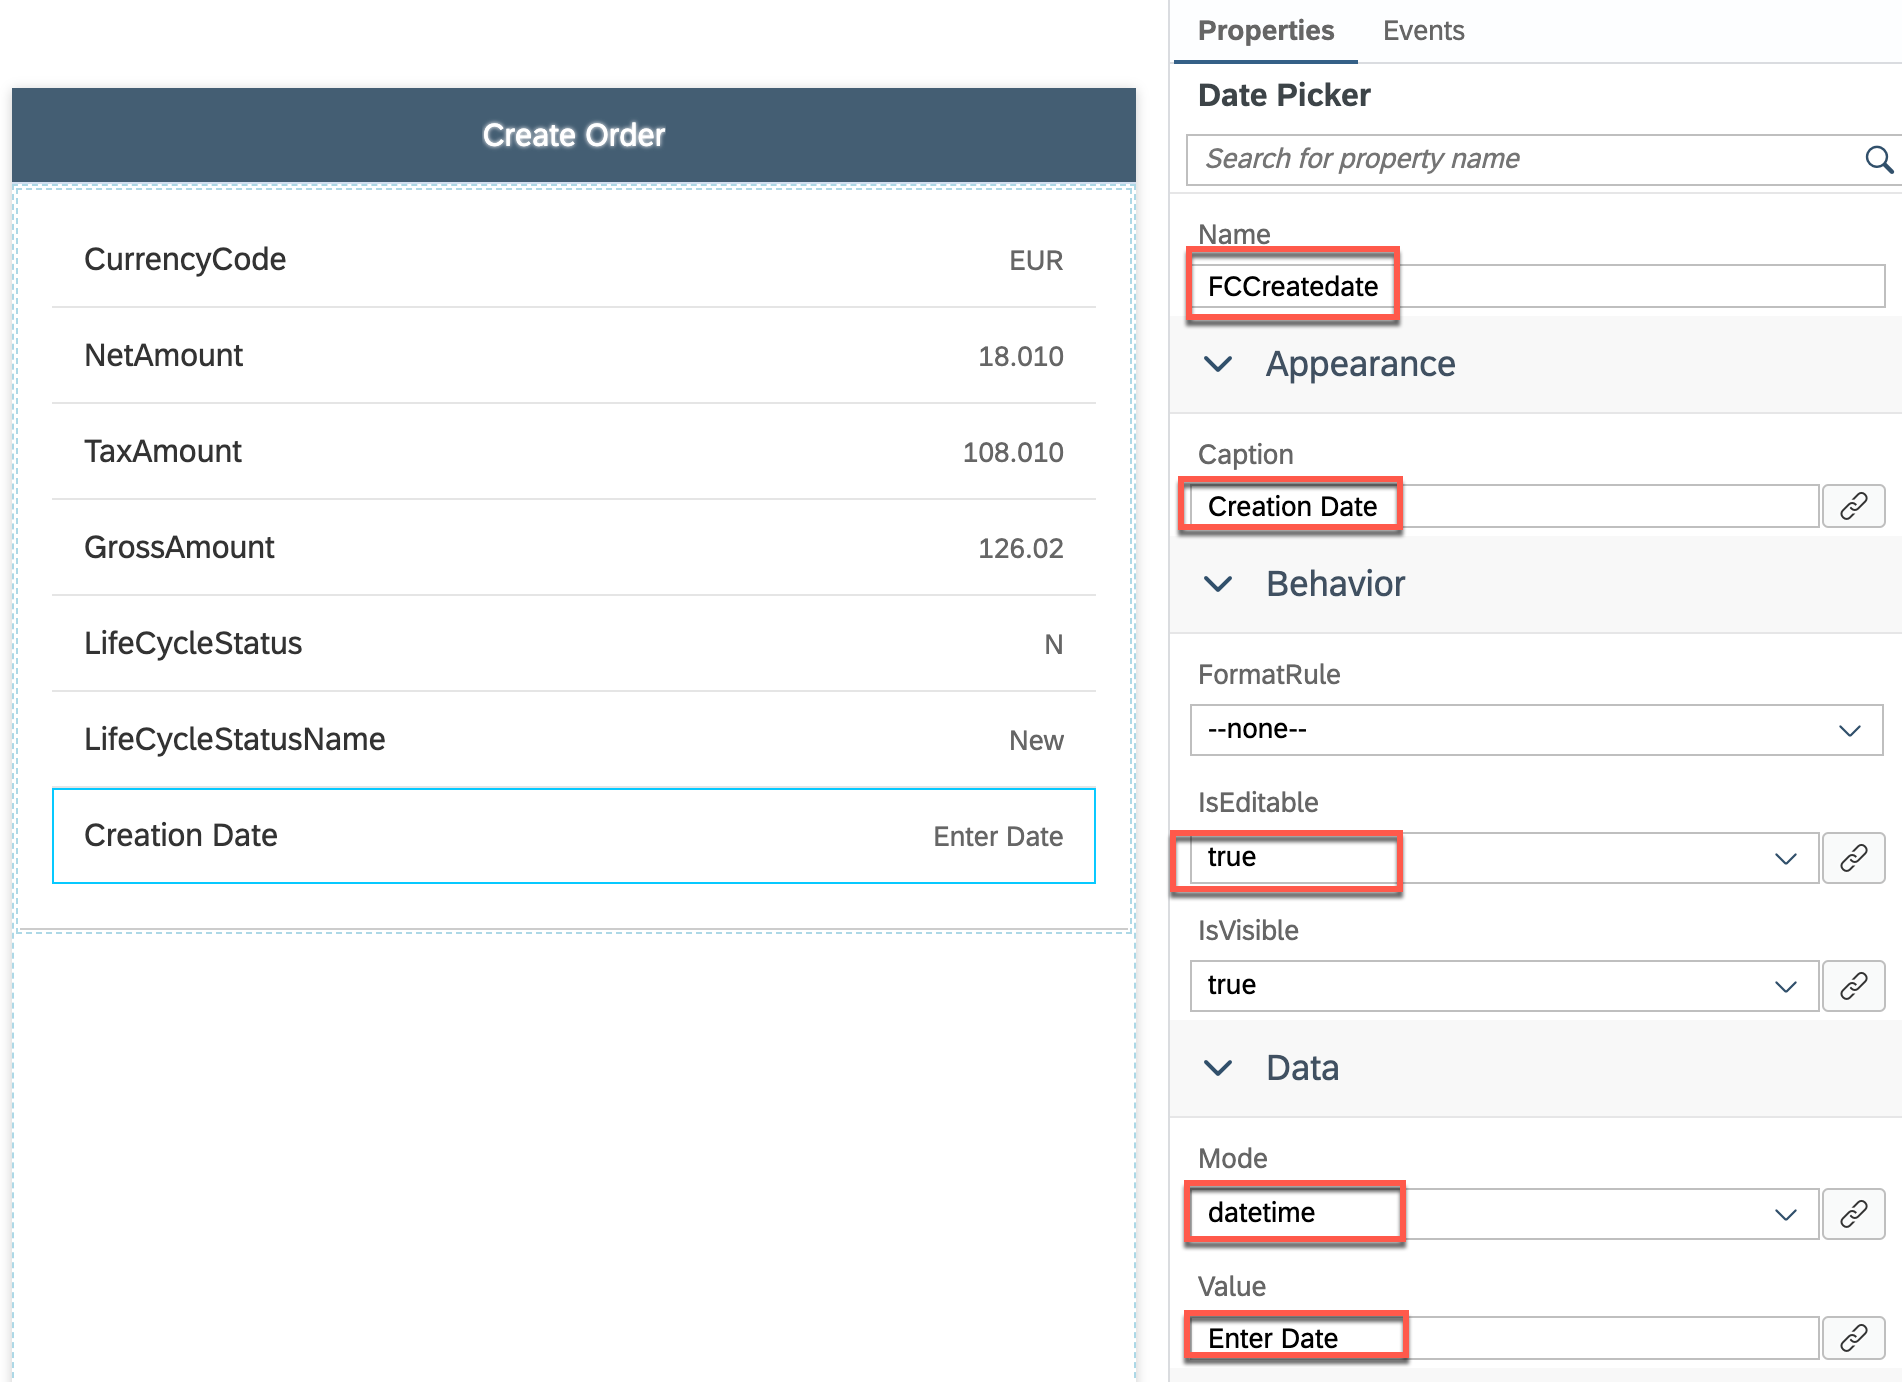 Create Order
CurrencyCode EUR
NetAmount 18.010
TaxAmount 108.010
GrossAmount 126.02
LifeCycleStatus N
LifeCycleStatusName New
Creation Date Enter Date
Properties Events
Date Picker
Search for property name
Name
FCCreatedate
Appearance
Caption
Creation Date
Behavior
FormatRule
--none--
IsEditable
true
IsVisible
true
Data
Mode
datetime
Value
Enter Date